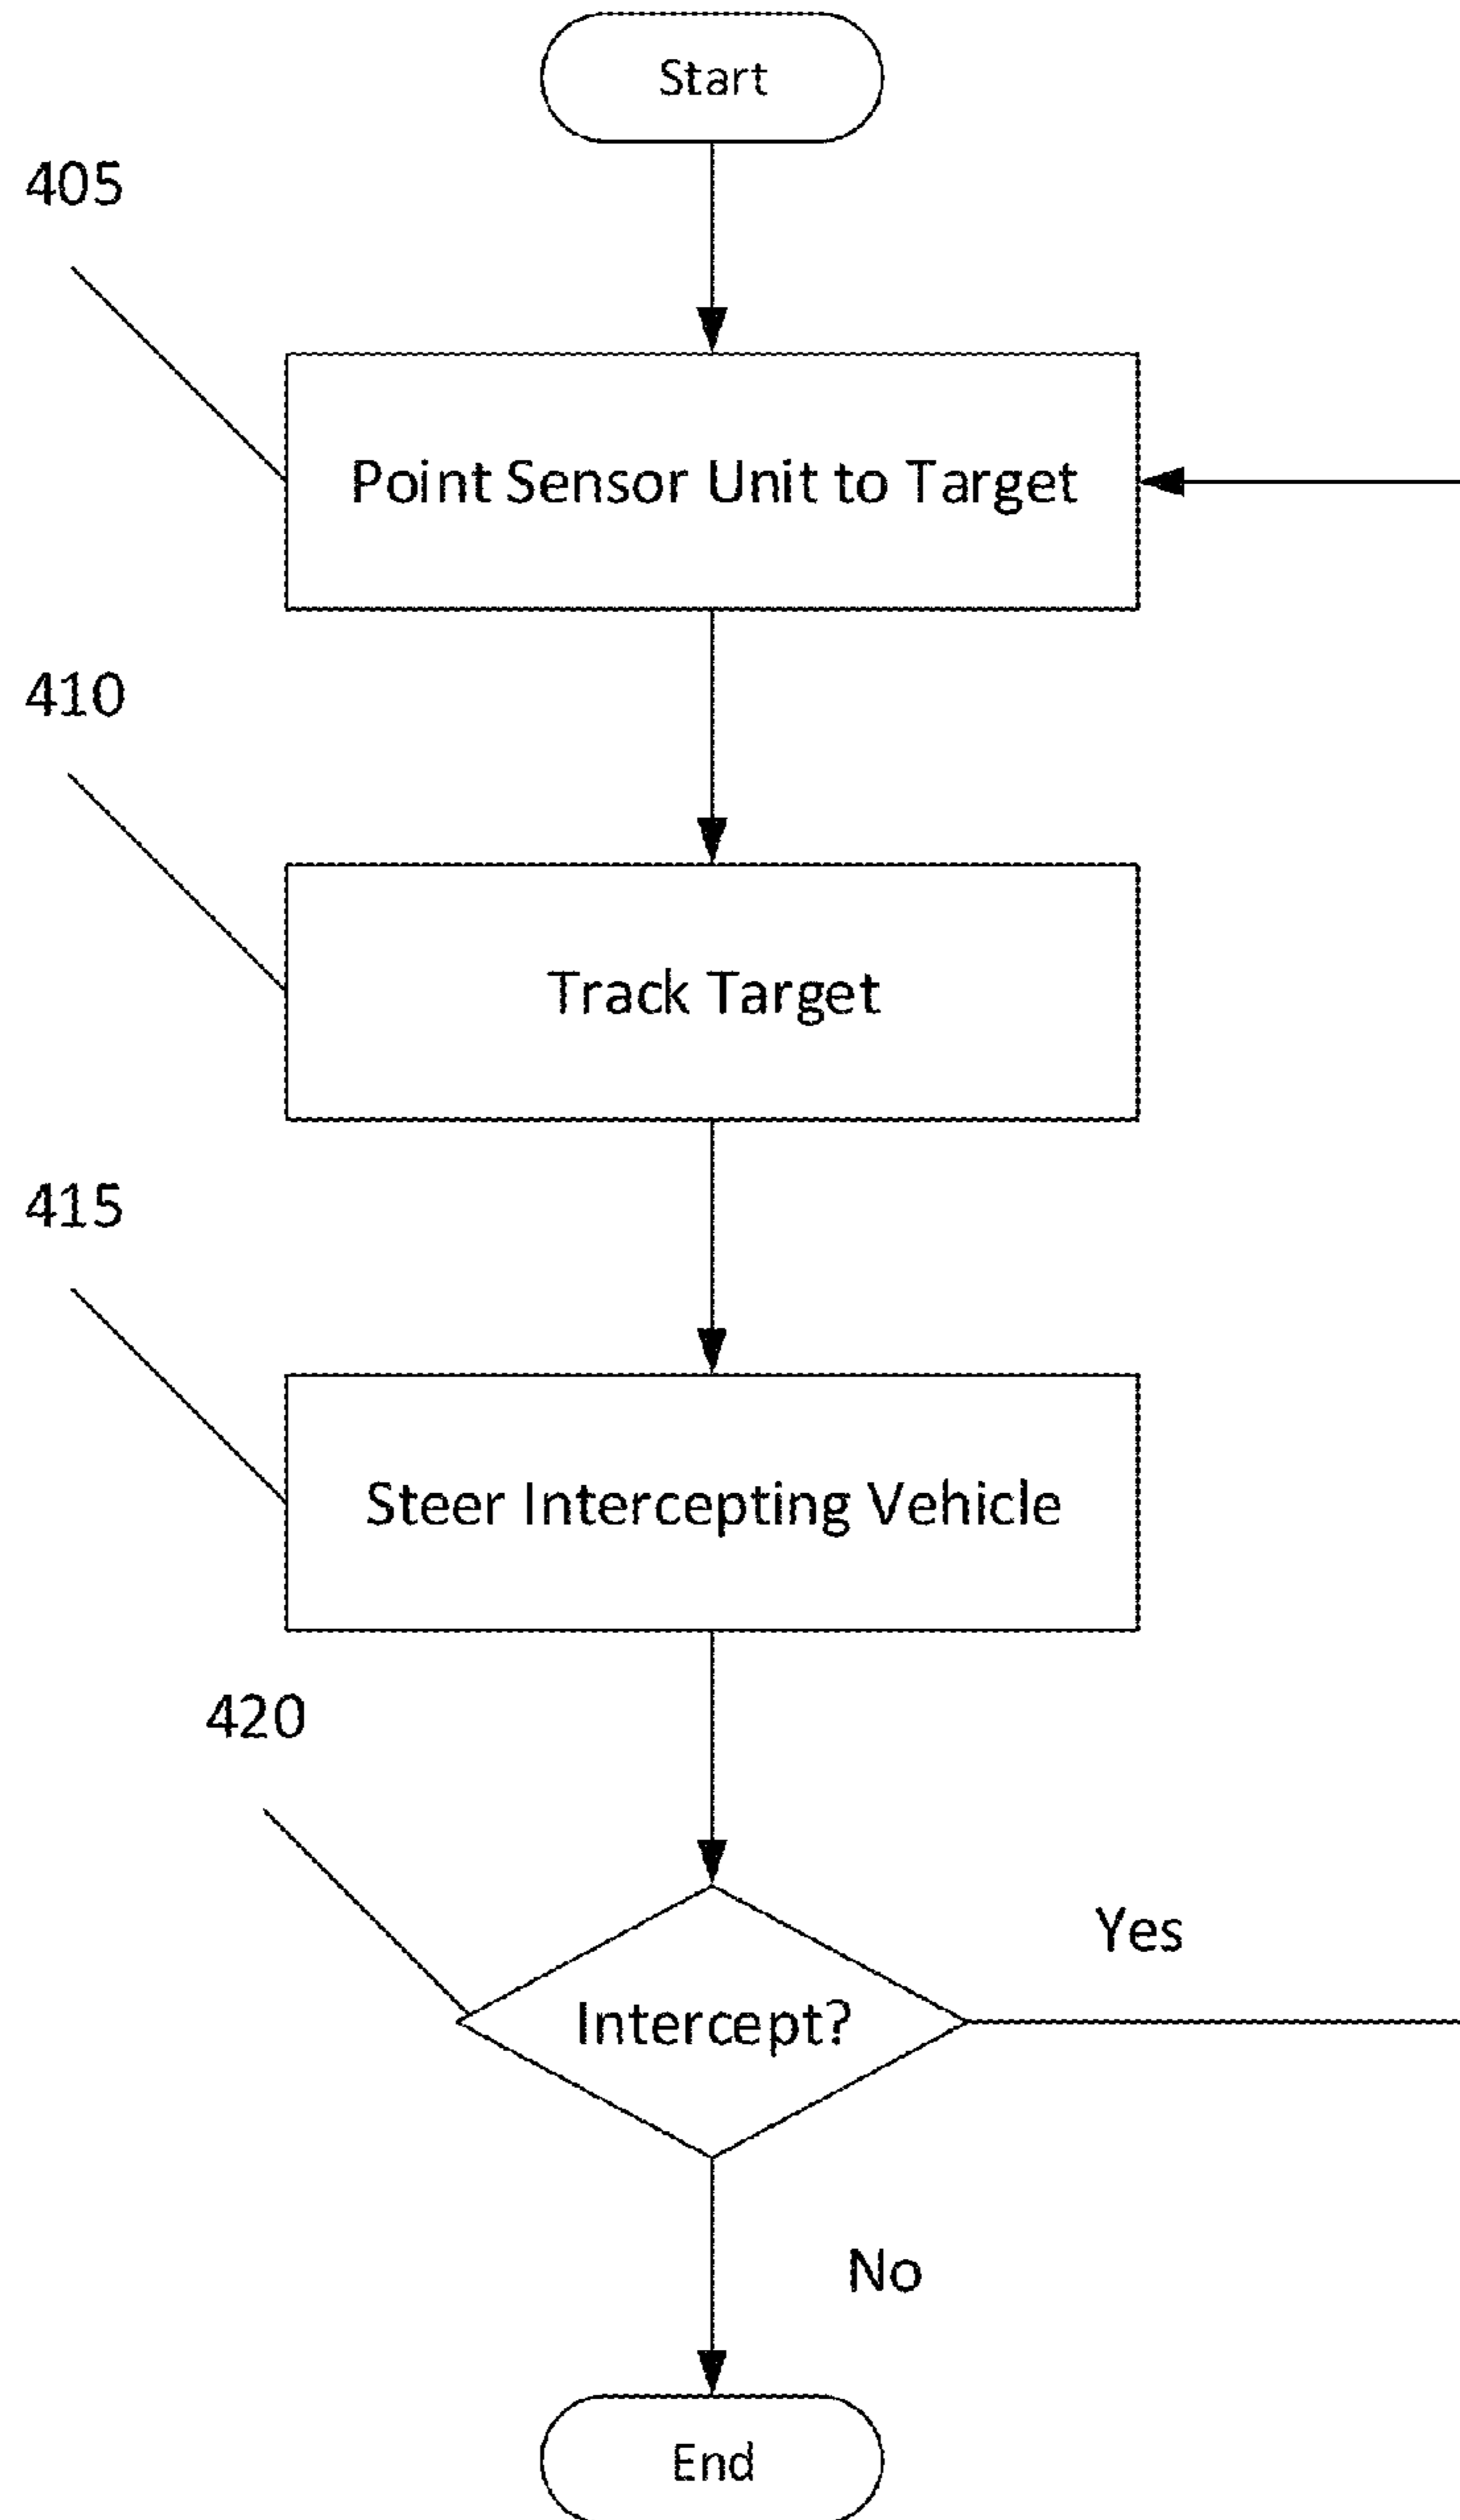 Start
405
Point Sensor Unit to Target
410
Track Target
415
Steer Intercepting Vehicle
420
Yes
Intercept?
No
End